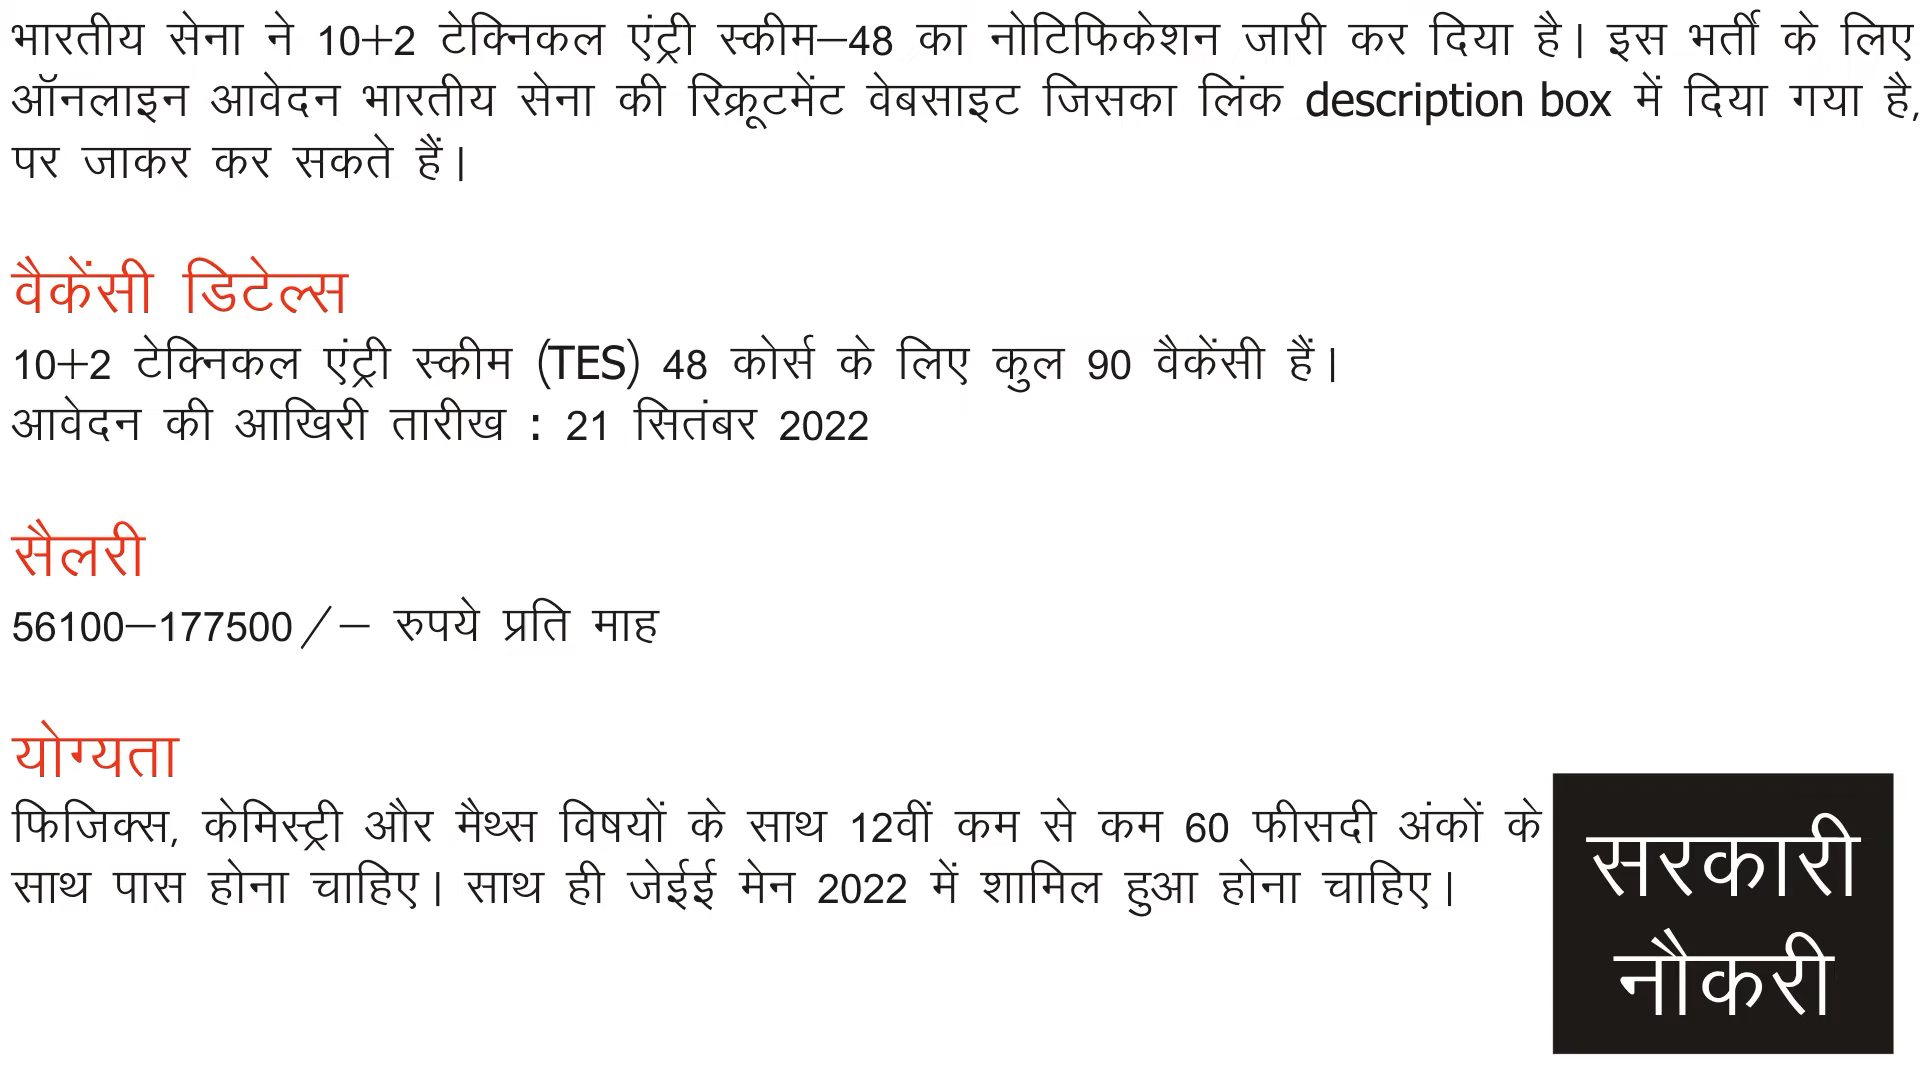 भारतीय सेना ने 10+2 टेक्निकल एंट्री स्कीम–48 का नोटिफिकेशन जारी कर दिया है। इस भर्ती के लिए
ऑनलाइन आवेदन भारतीय सेना की रिक्रूटमेंट वेबसाइट जिसका लिंक description box में दिया गया है,
पर जाकर कर सकते हैं।
वैकेंसी डिटेल्स
10+2 टेक्निकल एंट्री स्कीम (TES) 48 कोर्स के लिए कुल 90 वैकेंसी हैं।
आवेदन की आखिरी तारीख : 21 सितंबर 2022
सैलरी
56100–177500/– रुपये प्रति माह
योग्यता
फिजिक्स, केमिस्ट्री और मैथ्स विषयों के साथ 12वीं कम से कम 60 फीसदी अंकों के
साथ पास होना चाहिए। साथ ही जेईई मेन 2022 में शामिल हुआ होना चाहिए।
सरकारी
नौकरी